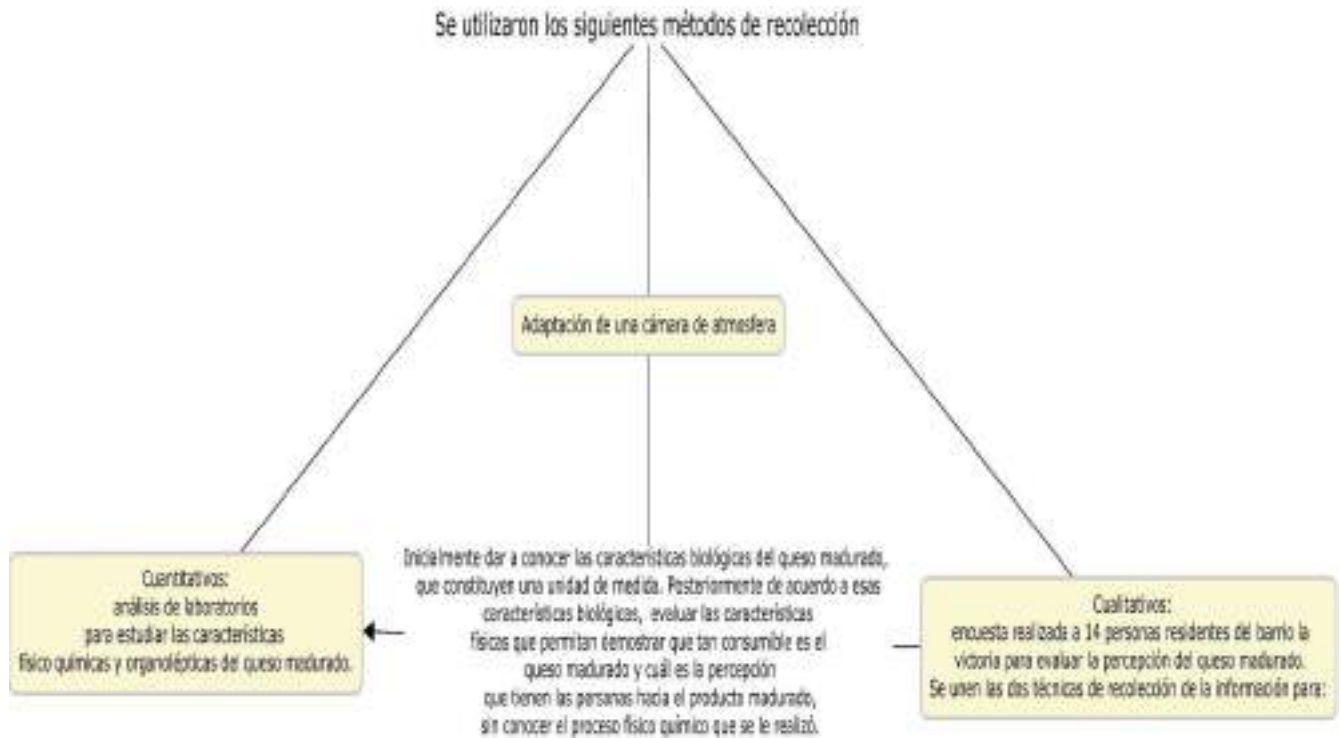 Se utilizaron los siguientes métodos de recolección
Adaptación de una cámara de atmosfera
Cuantitativos:
análisis de laboratorios
para estudiar las características
físico químicas y organolépticas del queso madurado.
Inicialmente dar a conocer las características biológicas del queso madurado,
que constituyen una unidad de medida. Posteriormente de acuerdo a esas
características biológicas, evaluar las características
físicas que permitan demostrar que tan consumible es el
queso madurado y cuál es la percepción
que tienen las personas hacia el producto madurado,
sin conocer el proceso físico químico que se le realizó.
Cualitativos:
encuesta realizada a 14 personas residentes del barrio la
victoria para evaluar la percepción del queso madurado.
Se unen las dos técnicas de recolección de la información para: